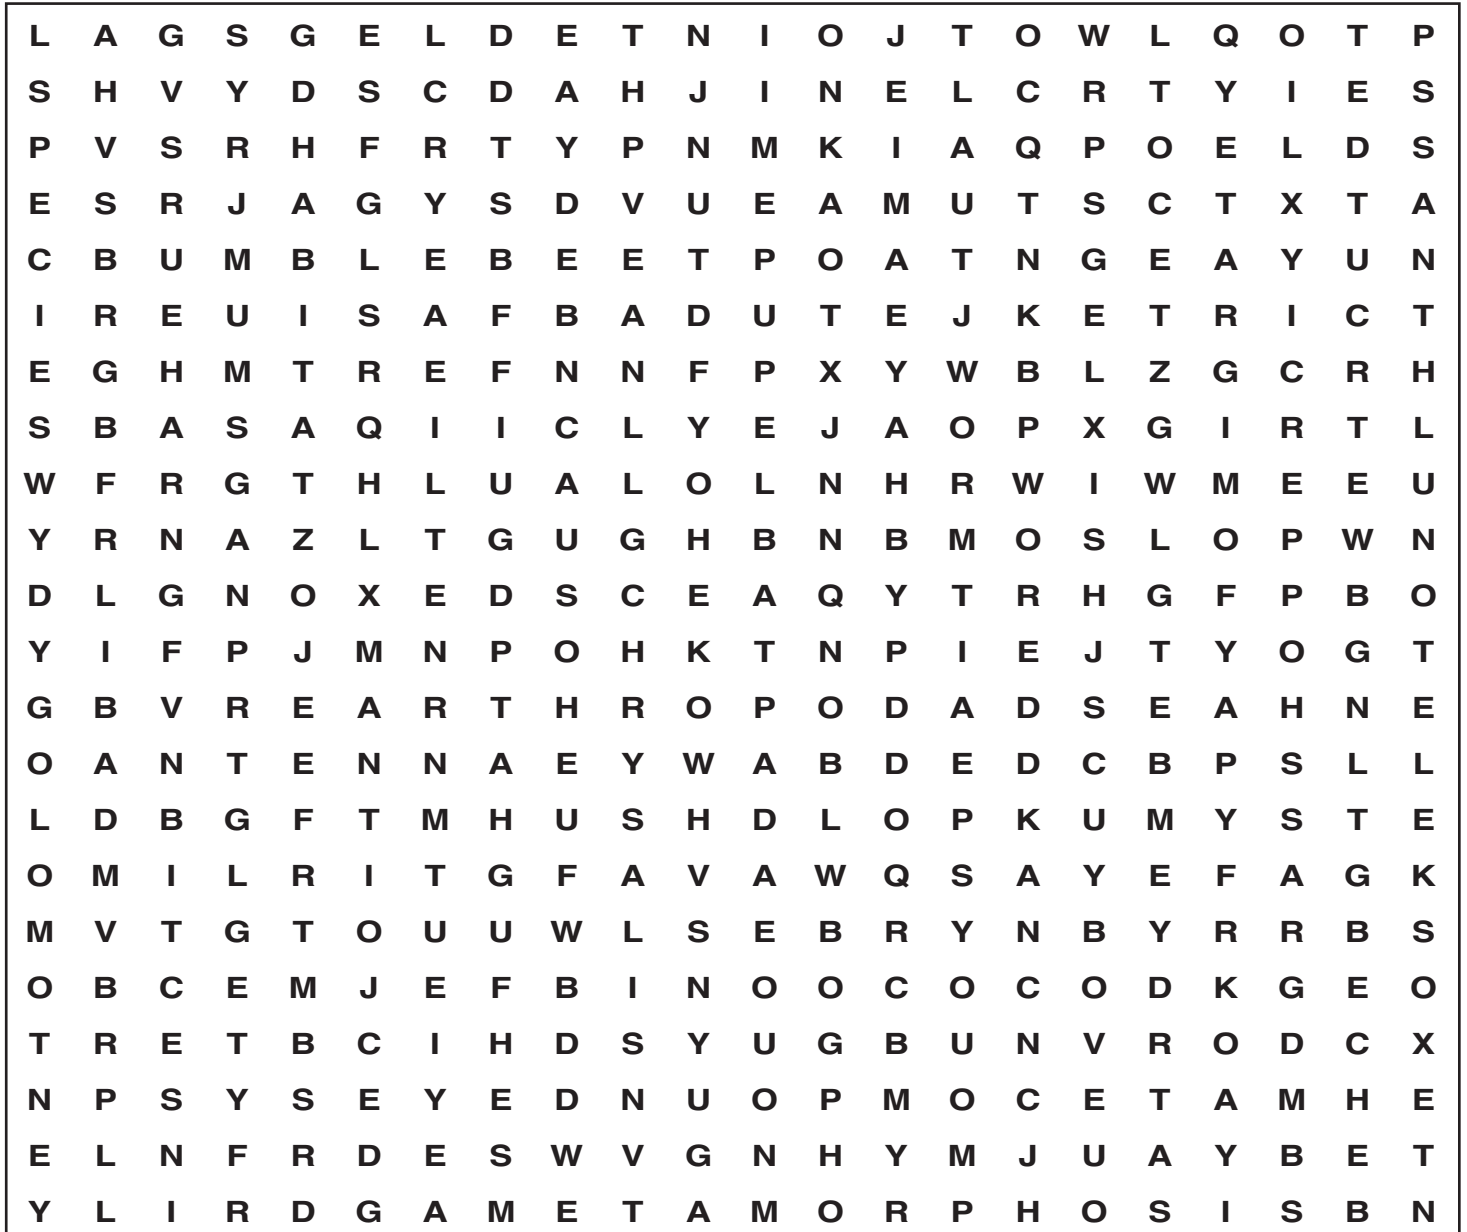 L A G S G E L D E T N I O J T O W L Q O T P
S H V Y D S C D A H J I N E L C R T Y I E S
P V S R H F R T Y P N M K I A Q P O E L D S
E S R J A G Y S D V U E A M U T S C T X T A
C B U M B L E B E E T P O A T N G E A Y U N
I R E U I S A F B A D U T E J K E T R I C T
E G H M T R E F N N F P X Y W B L Z G C R H
S B A S A Q I I C L Y E J A O P X G I R T L
W F R G T H L U A L O L N H R W I W M E E U
Y R N A Z L T G U G H B N B M O S L O P W N
D L G N O X E D S C E A Q Y T R H G F P B O
Y I F P J M N P O H K T N P I E J T Y O G T
G B V R E A R T H R O P O D A D S E A H N E
O A N T E N N A E Y W A B D E D C B P S L L
L D B G F T M H U S H D L O P K U M Y S T E
O M I L R I T G F A V A W Q S A Y E F A G K
M V T G T O U U W L S E B R Y N B Y R R B S
O B C E M J E F B I N O O C O C O D K G E O
T R E T B C I H D S Y U G B U N V R O D C X
N P S Y S E Y E D N U O P M O C E T A M H E
E L N F R D E S W V G N H Y M J U A Y B E T
Y L I R D G A M E T A M O R P H O S I S B N